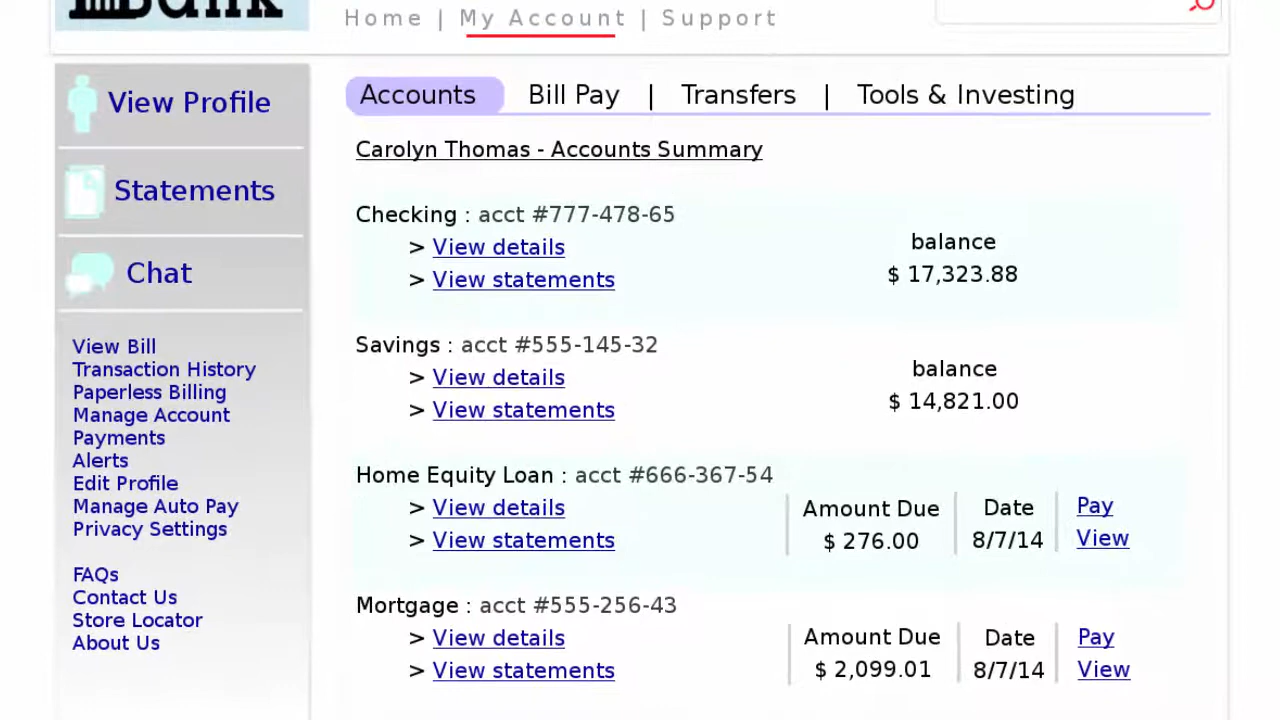 Bank
Home | My Account | Support
View Profile
Statements
Chat
View Bill
Transaction History
Paperless Billing
Manage Account
Payments
Alerts
Edit Profile
Manage Auto Pay
Privacy Settings
FAQs
Contact Us
Store Locator
About Us
Accounts Bill Pay | Transfers | Tools & Investing
Carolyn Thomas - Accounts Summary
Checking : acct #777-478-65
> View details
> View statements
balance
$ 17,323.88
Savings : acct #555-145-32
> View details
> View statements
balance
$ 14,821.00
Home Equity Loan : acct #666-367-54
> View details
> View statements
Amount Due
$ 276.00
Date
8/7/14
Pay
View
Mortgage : acct #555-256-43
> View details
> View statements
Amount Due
$ 2,099.01
Date
8/7/14
Pay
View